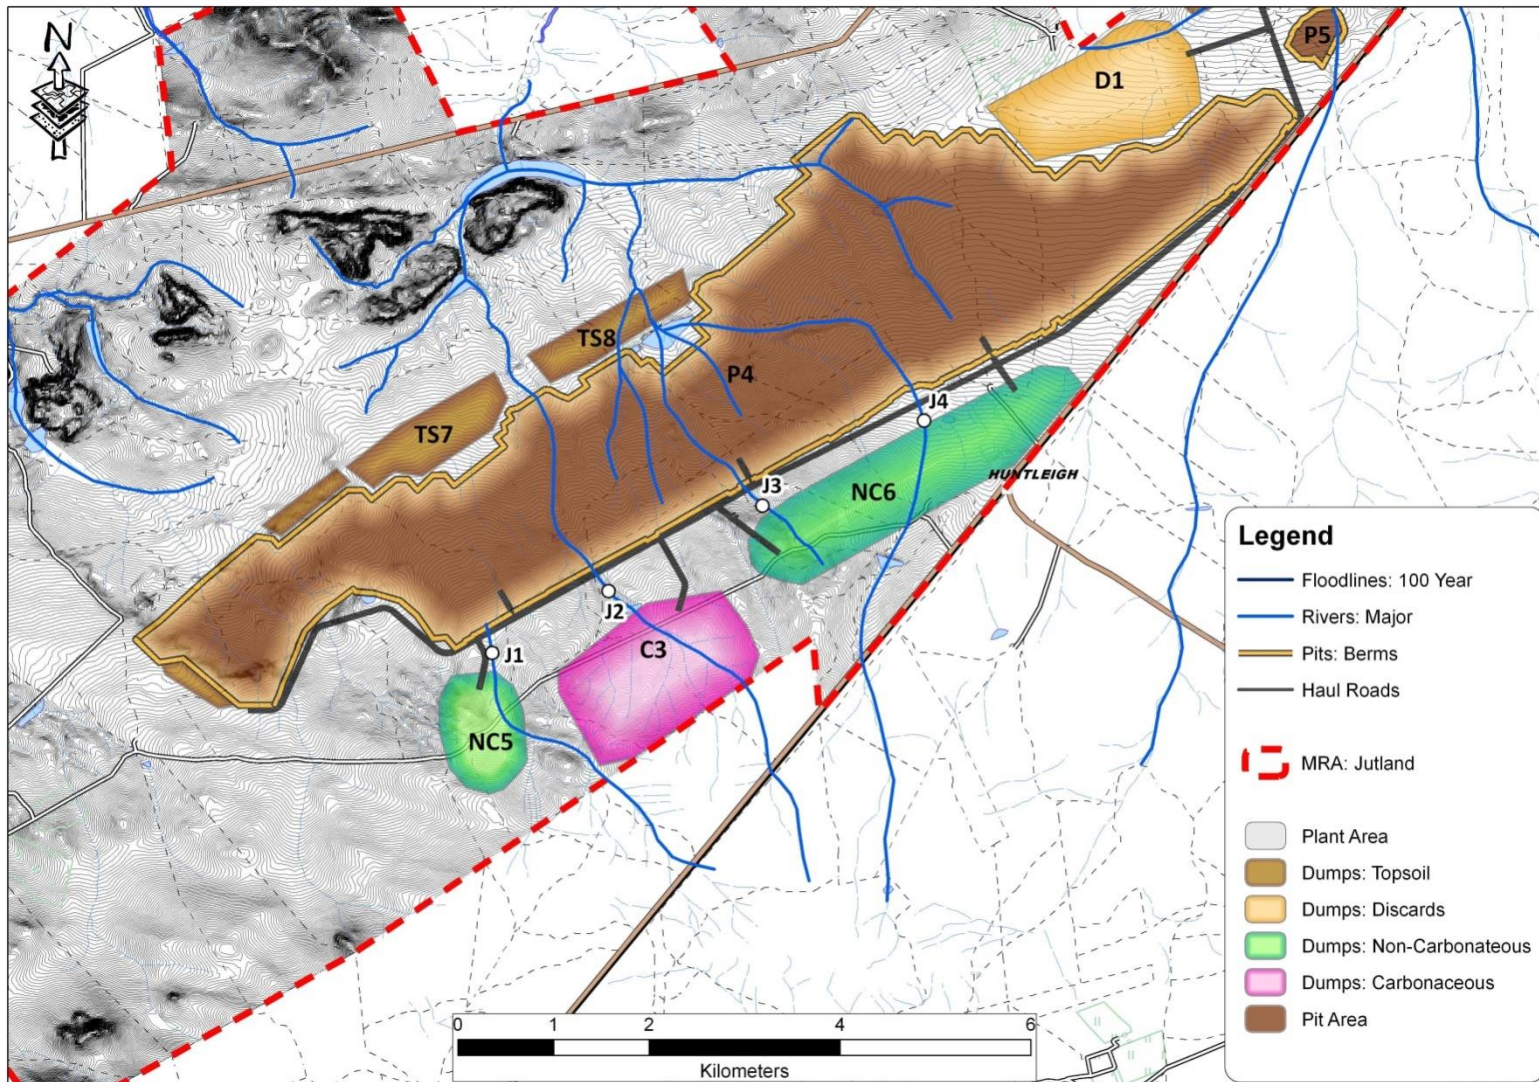 N
P5
D1
TS8
P4
TS7
J4
HUNTLEIGH
J3
NC6
J2
C3
J1
NC5
Legend
Floodlines: 100 Year
Rivers: Major
Pits: Berms
Haul Roads
MRA: Jutland
Plant Area
Dumps: Topsoil
Dumps: Discards
Dumps: Non-Carbonateous
Dumps: Carbonaceous
Pit Area
0 1 2 4 6
Kilometers